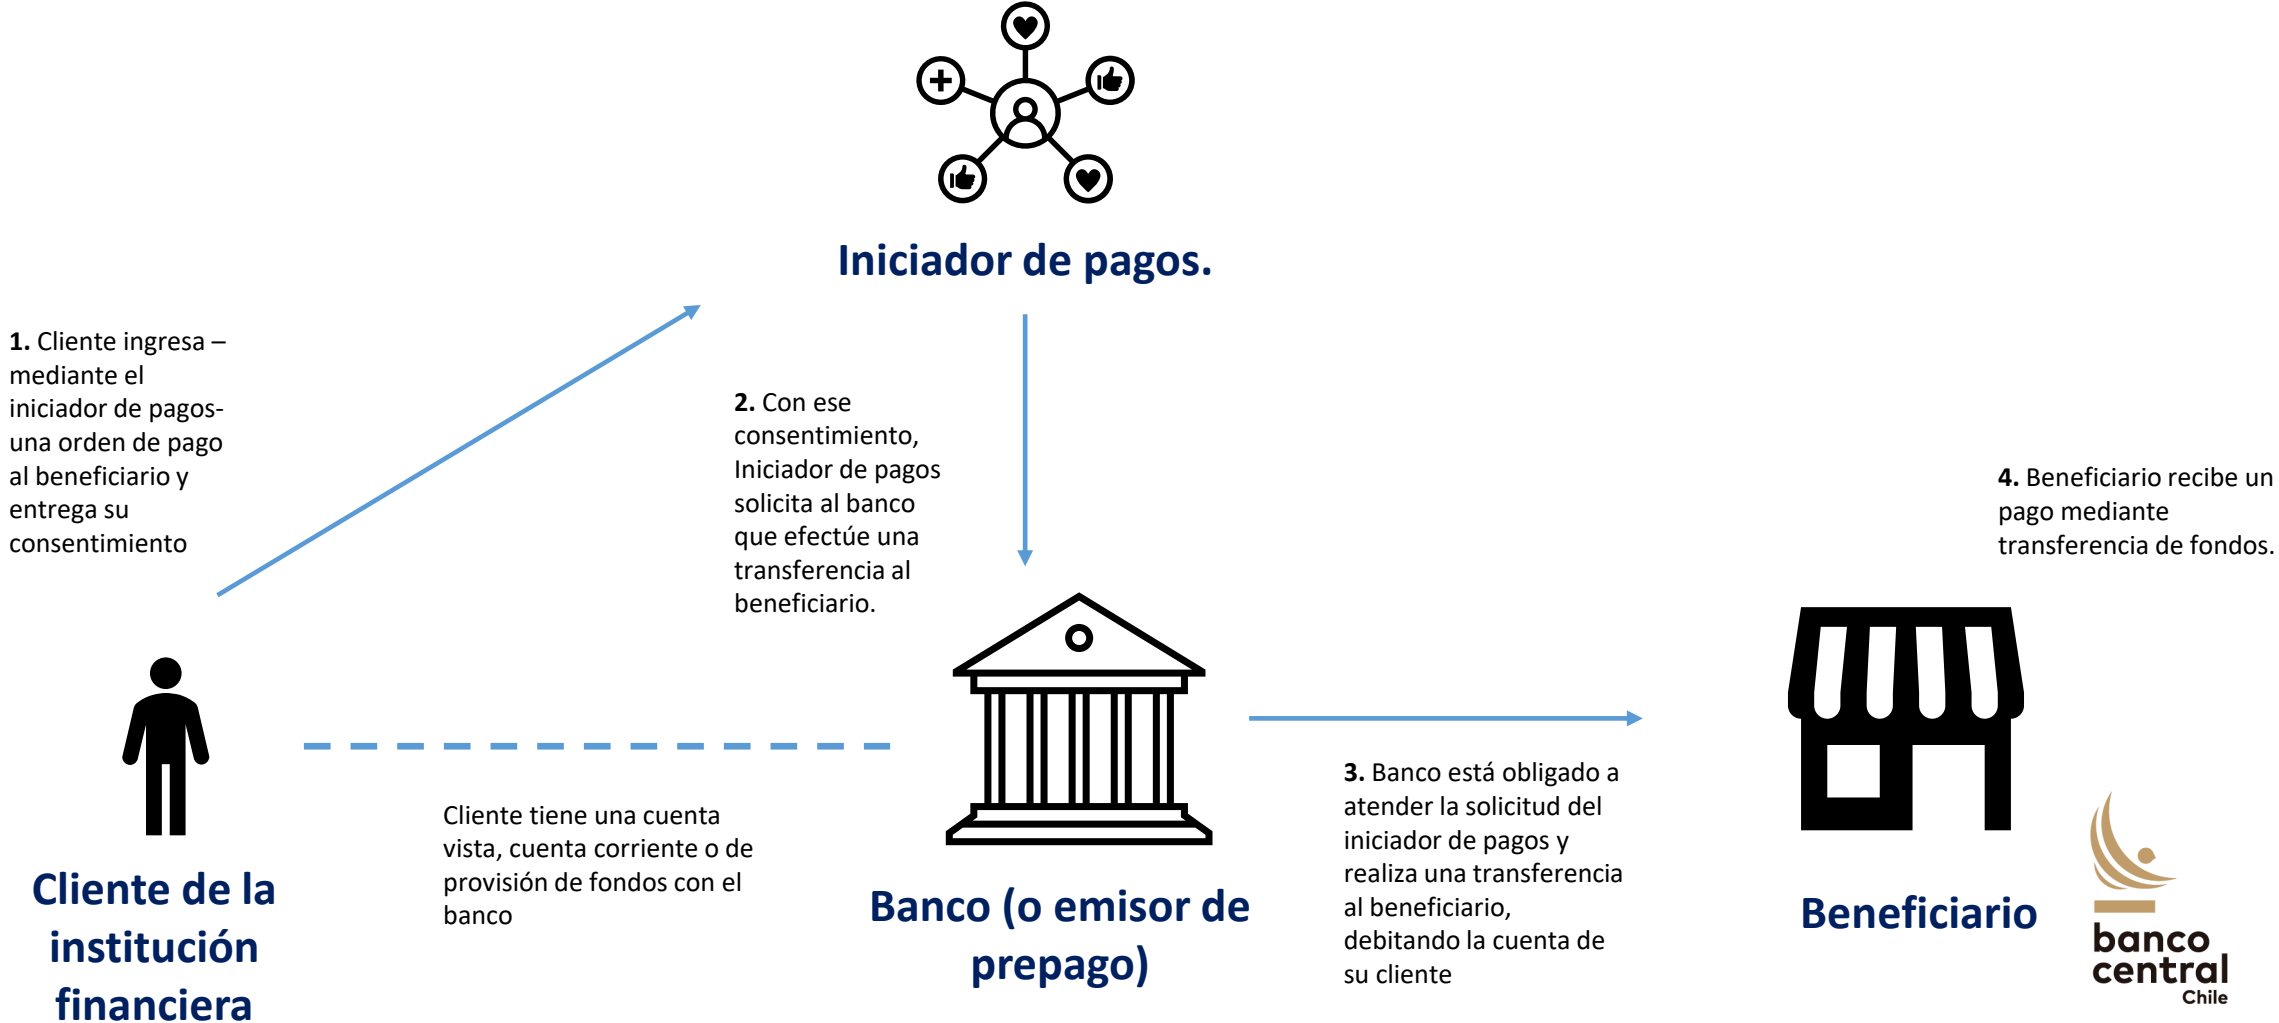 Iniciador de pagos.
1. Cliente ingresa –
mediante el
iniciador de pagos-
una orden de pago
al beneficiario y
entrega su
consentimiento
2. Con ese
consentimiento,
Iniciador de pagos
solicita al banco
que efectúe una
transferencia al
beneficiario.
4. Beneficiario recibe un
pago mediante
transferencia de fondos.
Cliente tiene una cuenta
vista, cuenta corriente o de
provisión de fondos con el
banco
3. Banco está obligado a
atender la solicitud del
iniciador de pagos y
realiza una transferencia
al beneficiario,
debitando la cuenta de
su cliente
Cliente de la
institución
financiera
Banco (o emisor de
prepago)
Beneficiario
banco
central
Chile